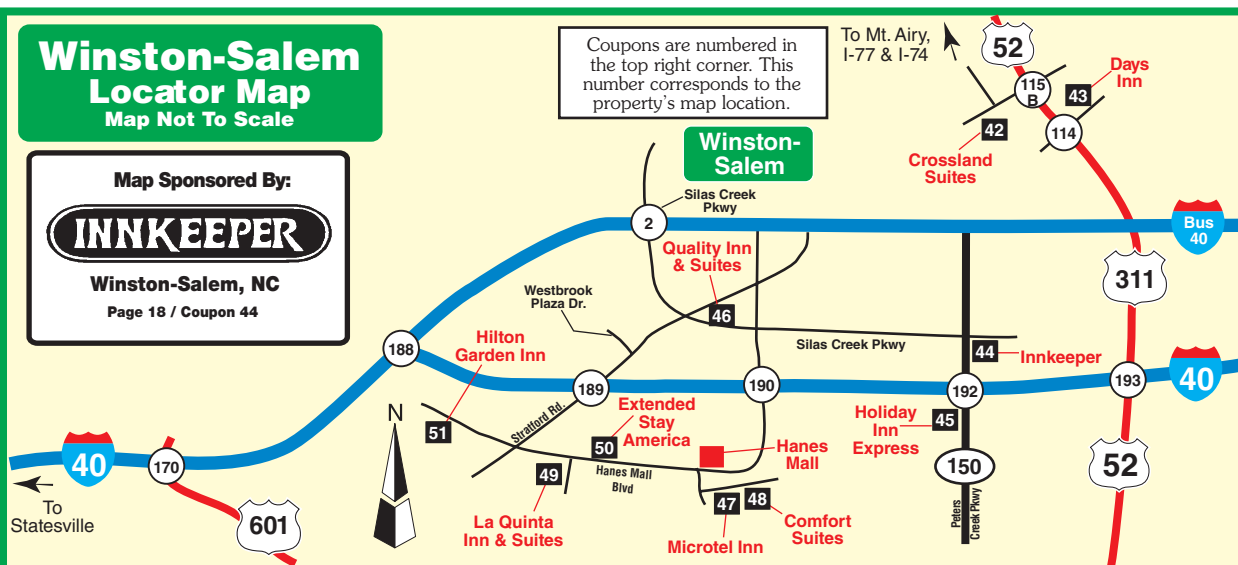 Winston-Salem
Locator Map
Map Not To Scale
Map Sponsored By:
INNKEEPER
Winston-Salem, NC
Page 18 / Coupon 44
Coupons are numbered in
the top right corner. This
number corresponds to the
property's map location.
To Mt. Airy,
I-77 & I-74
52
115
B
43
Days
Inn
42
114
Crossland
Suites
Winston-
Salem
Silas Creek
Pkwy
2
Bus
40
Quality Inn
& Suites
311
Westbrook
Plaza Dr.
46
Silas Creek Pkwy
Hilton
Garden Inn
188
44
Innkeeper
189
190
192
193
40
N
51
Stratford Rd.
Extended
Stay
America
50
Holiday
Inn
Express
45
Hanes
Mall
40
170
49
Hanes Mall
Blvd
150
52
To
Statesville
601
La Quinta
Inn & Suites
47
48
Comfort
Suites
Microtel Inn
Peters
Creek Pkwy